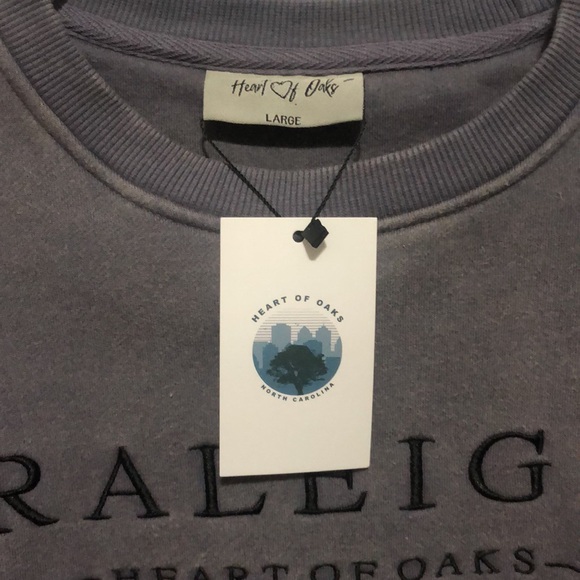 Heart Of Oaks
LARGE
HEART OF OAKS
NORTH CAROLINA
RALEIG
HEART OF OAKS